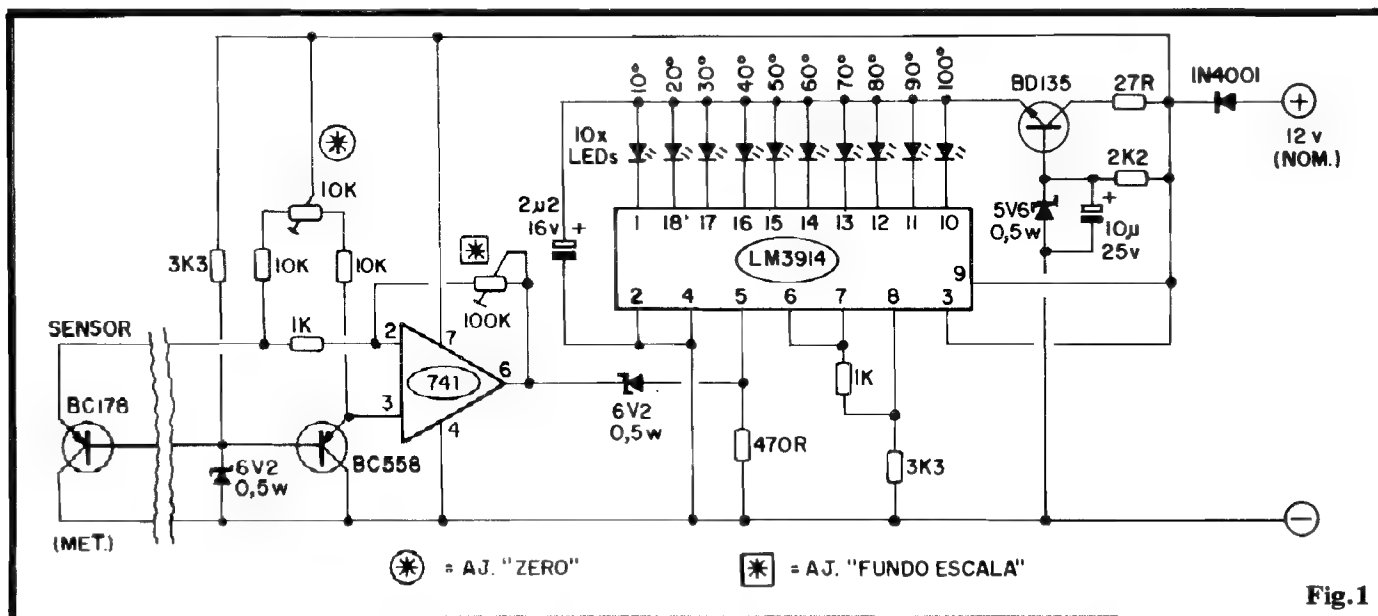 10° 20° 30° 40° 50° 60° 70° 80° 90° 100°
BD135
27R
1N4001
+
12 v
(NOM.)
10x
LEDs
10K
2K2
2µ2
16v
+
1 18' 17 16 15 14 13 12 11 10
5V6
0,5w
+
10µ
25v
3K3
10K
10K
LM3914
9
100K
2 4 5 6 7 8 3
SENSOR
1K
2
7
741
6
3
4
1K
BC178
6V2
0,5w
470R
BC558
6V2
0,5w
3K3
(MET.)
= AJ. "ZERO"
= AJ. "FUNDO ESCALA"
Fig.1